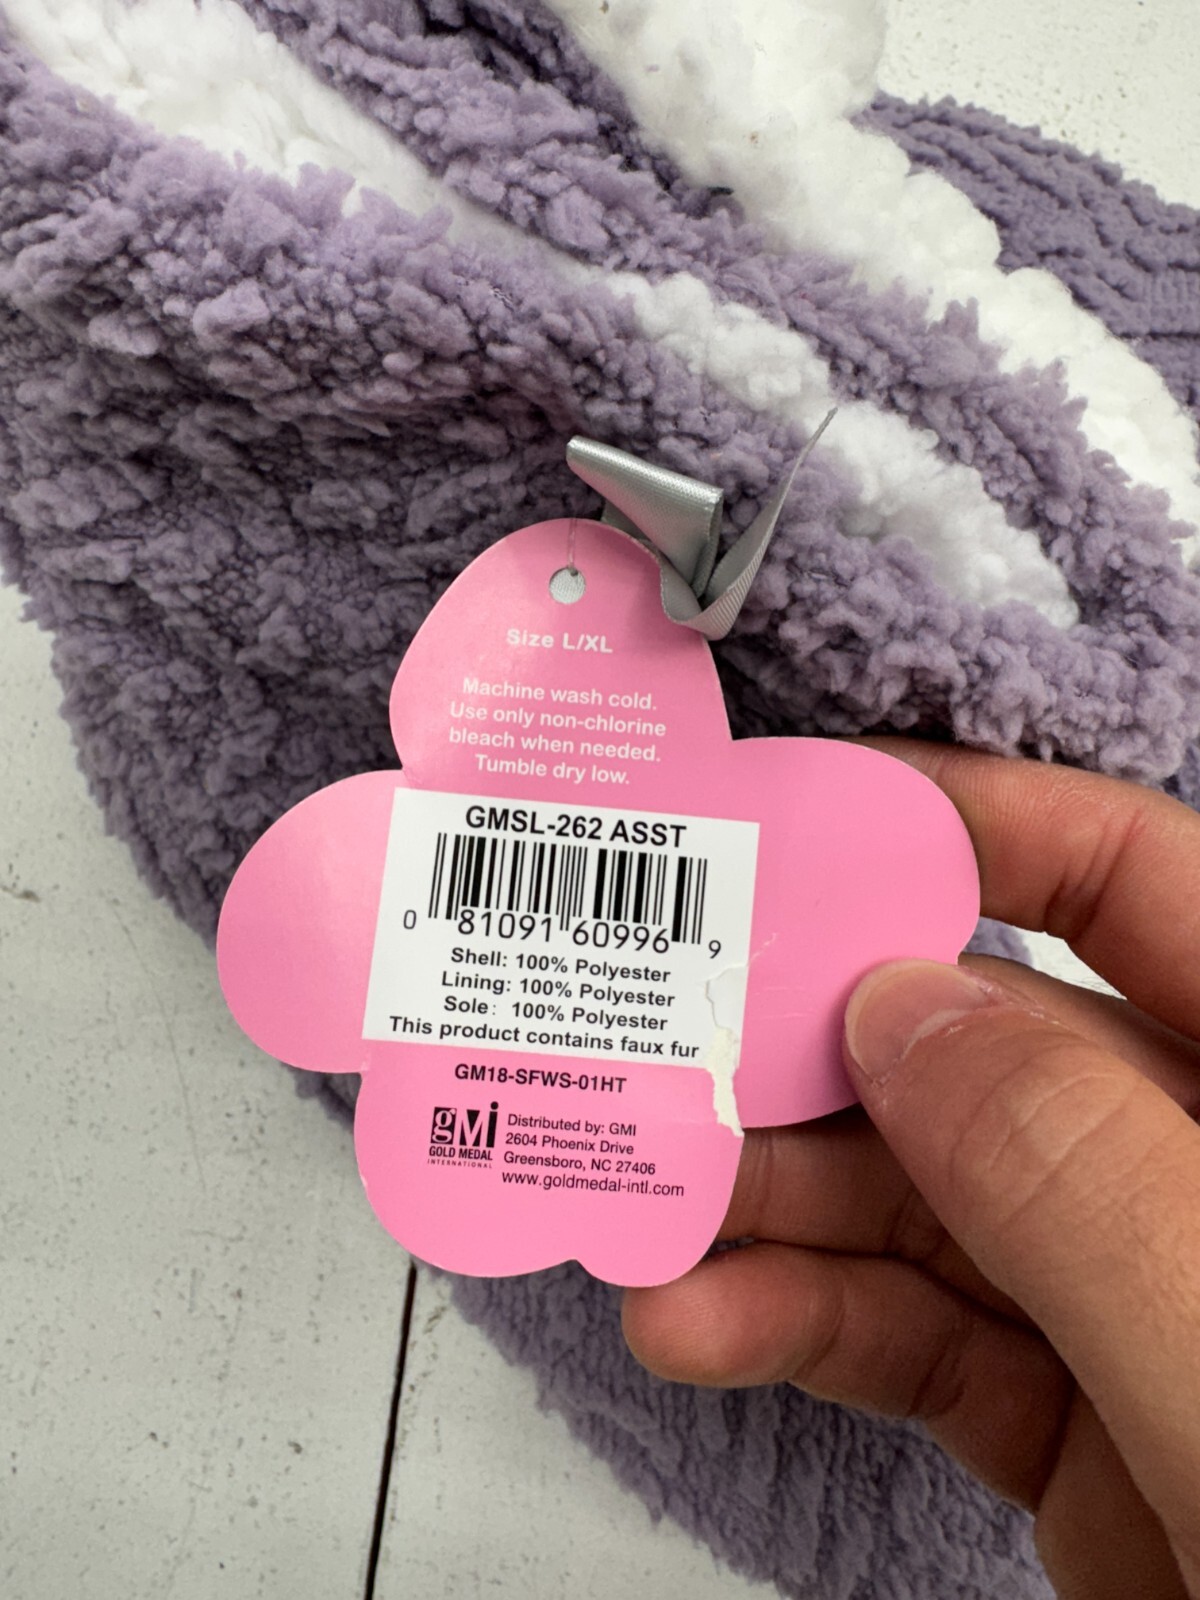 Size L/XL
Machine wash cold.
Use only non-chlorine
bleach when needed.
Tumble dry low.
GMSL-262 ASST
0 81091 60996 9
Shell: 100% Polyester
Lining: 100% Polyester
Sole: 100% Polyester
This product contains faux fur
GM18-SFWS-01HT
gMi
GOLD MEDAL
INTERNATIONAL
Distributed by: GMI
2604 Phoenix Drive
Greensboro, NC 27406
www.goldmedal-intl.com